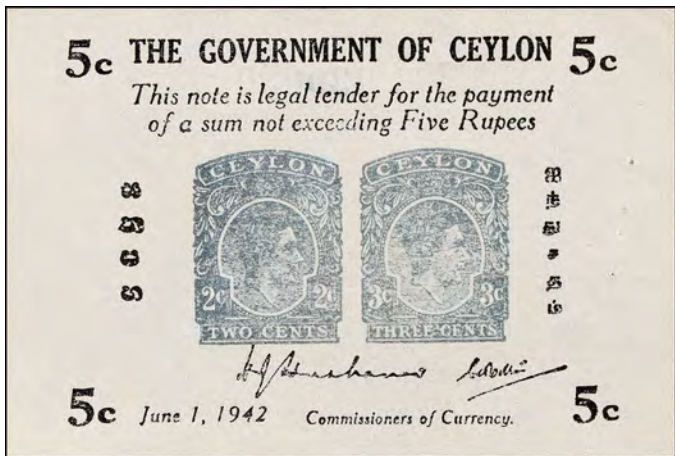 5c THE GOVERNMENT OF CEYLON 5c
This note is legal tender for the payment
of a sum not exceeding Five Rupees
ஐந்து சதம்
CEYLON
2c 2c
TWO CENTS
CEYLON
3c 3c
THREE CENTS
5c June 1, 1942 Commissioners of Currency. 5c